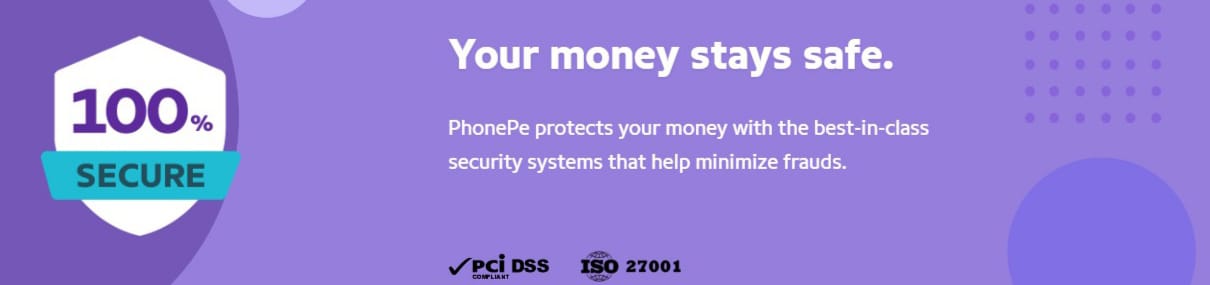 100%
SECURE
Your money stays safe.
PhonePe protects your money with the best-in-class
security systems that help minimize frauds.
PCi DSS
COMPLIANT
ISO 27001